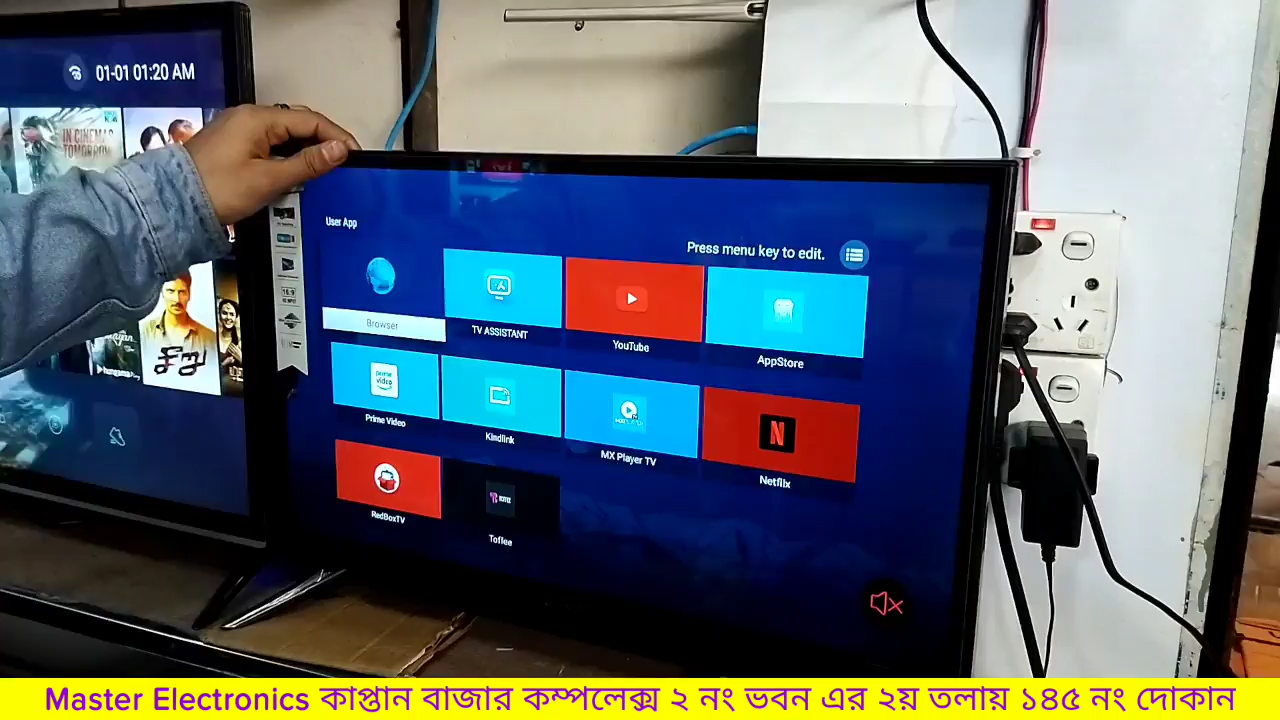 01-01 01:20 AM
IN CINEMAS
TOMORROW
User App
Press menu key to edit.
Browser
TV ASSISTANT
YouTube
AppStore
prime video
Prime Video
Kindlink
MX Player TV
N
Netflix
RedBoxTV
Toffee
Master Electronics কাপ্তান বাজার কম্পলেক্স ২ নং ভবন এর ২য় তলায় ১৪৫ নং দোকান